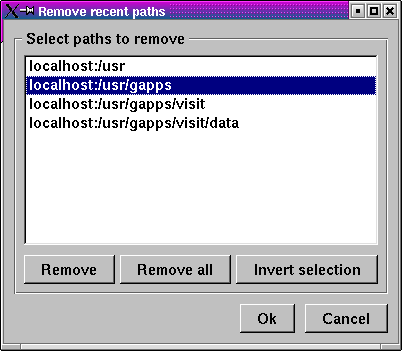 Remove recent paths
Select paths to remove
localhost:/usr
localhost:/usr/gapps
localhost:/usr/gapps/visit
localhost:/usr/gapps/visit/data
Remove Remove all Invert selection
Ok Cancel